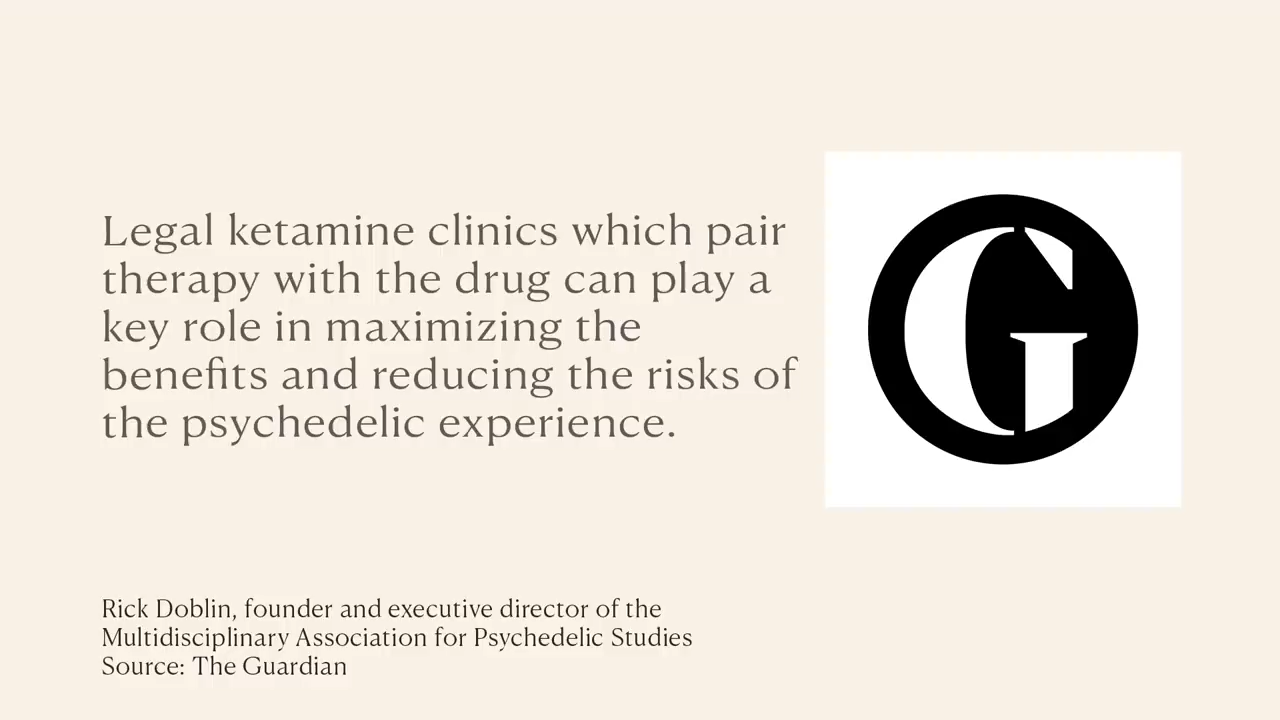 Legal ketamine clinics which pair
therapy with the drug can play a
key role in maximizing the
benefits and reducing the risks of
the psychedelic experience.
G
Rick Doblin, founder and executive director of the
Multidisciplinary Association for Psychedelic Studies
Source: The Guardian